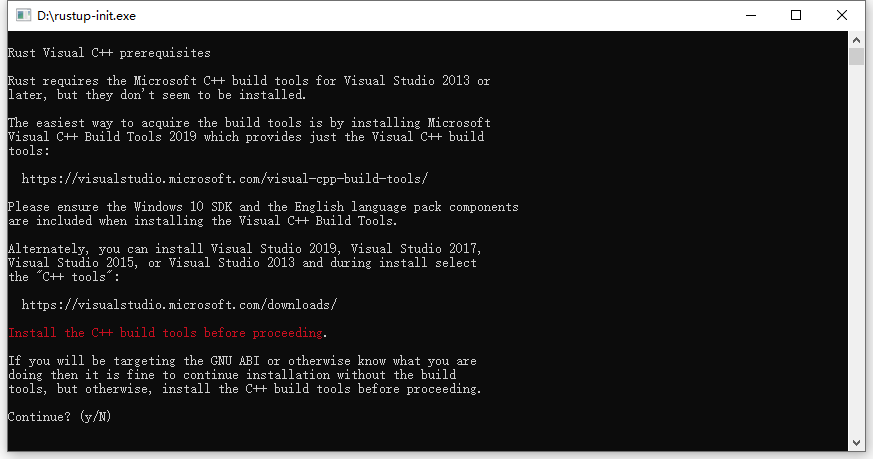 D:\rustup-init.exe
Rust Visual C++ prerequisites
Rust requires the Microsoft C++ build tools for Visual Studio 2013 or
later, but they don't seem to be installed.
The easiest way to acquire the build tools is by installing Microsoft
Visual C++ Build Tools 2019 which provides just the Visual C++ build
tools:
https://visualstudio.microsoft.com/visual-cpp-build-tools/
Please ensure the Windows 10 SDK and the English language pack components
are included when installing the Visual C++ Build Tools.
Alternately, you can install Visual Studio 2019, Visual Studio 2017,
Visual Studio 2015, or Visual Studio 2013 and during install select
the "C++ tools":
https://visualstudio.microsoft.com/downloads/
Install the C++ build tools before proceeding.
If you will be targeting the GNU ABI or otherwise know what you are
doing then it is fine to continue installation without the build
tools, but otherwise, install the C++ build tools before proceeding.
Continue? (y/N)